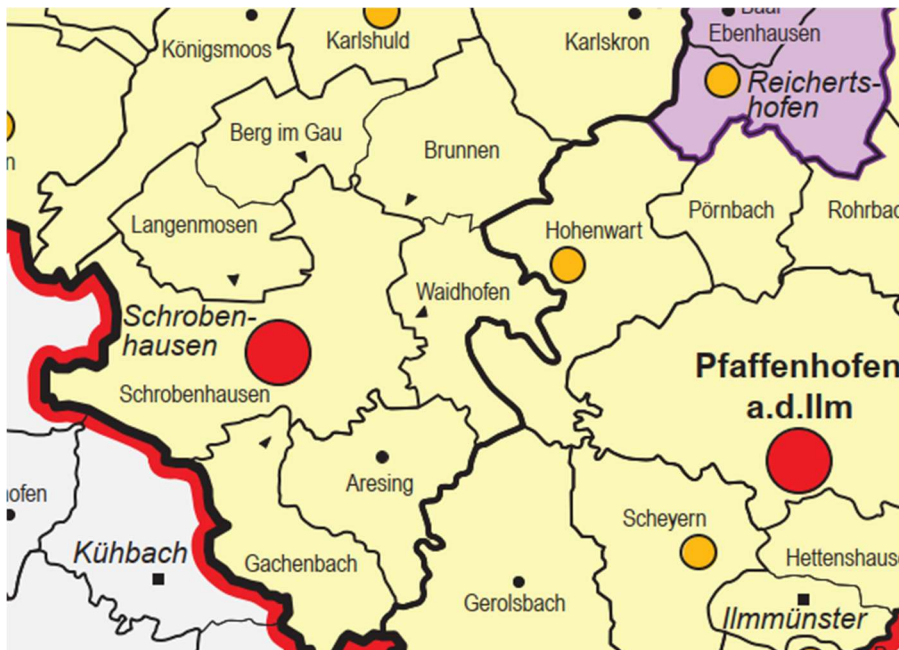 Baar
Ebenhausen
Königsmoos
Karlshuld
Karlskron
Reicherts-
hofen
Berg im Gau
Brunnen
Langenmosen
Hohenwart
Pörnbach
Waidhofen
Schroben-
hausen
Schrobenhausen
Pfaffenhofen
a.d.Ilm
Aresing
Scheyern
Kühbach
Gachenbach
Gerolsbach
Ilmmünster